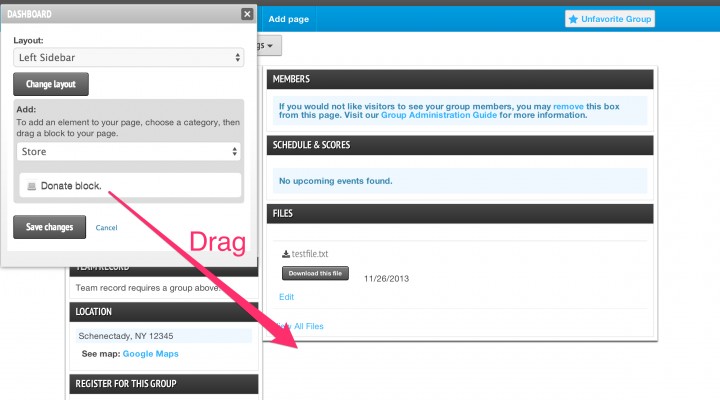 DASHBOARD
Layout:
Left Sidebar
Change layout
Add:
To add an element to your page, choose a category, then
drag a block to your page.
Store
Donate block.
Save changes
Cancel
Drag
Add page
Unfavorite Group
MEMBERS
If you would not like visitors to see your group members, you may remove this box
from this page. Visit our Group Administration Guide for more information.
SCHEDULE & SCORES
No upcoming events found.
FILES
testfile.txt
Download this file
11/26/2013
Edit
All Files
TEAM RECORD
Team record requires a group above.
LOCATION
Schenectady, NY 12345
See map: Google Maps
REGISTER FOR THIS GROUP